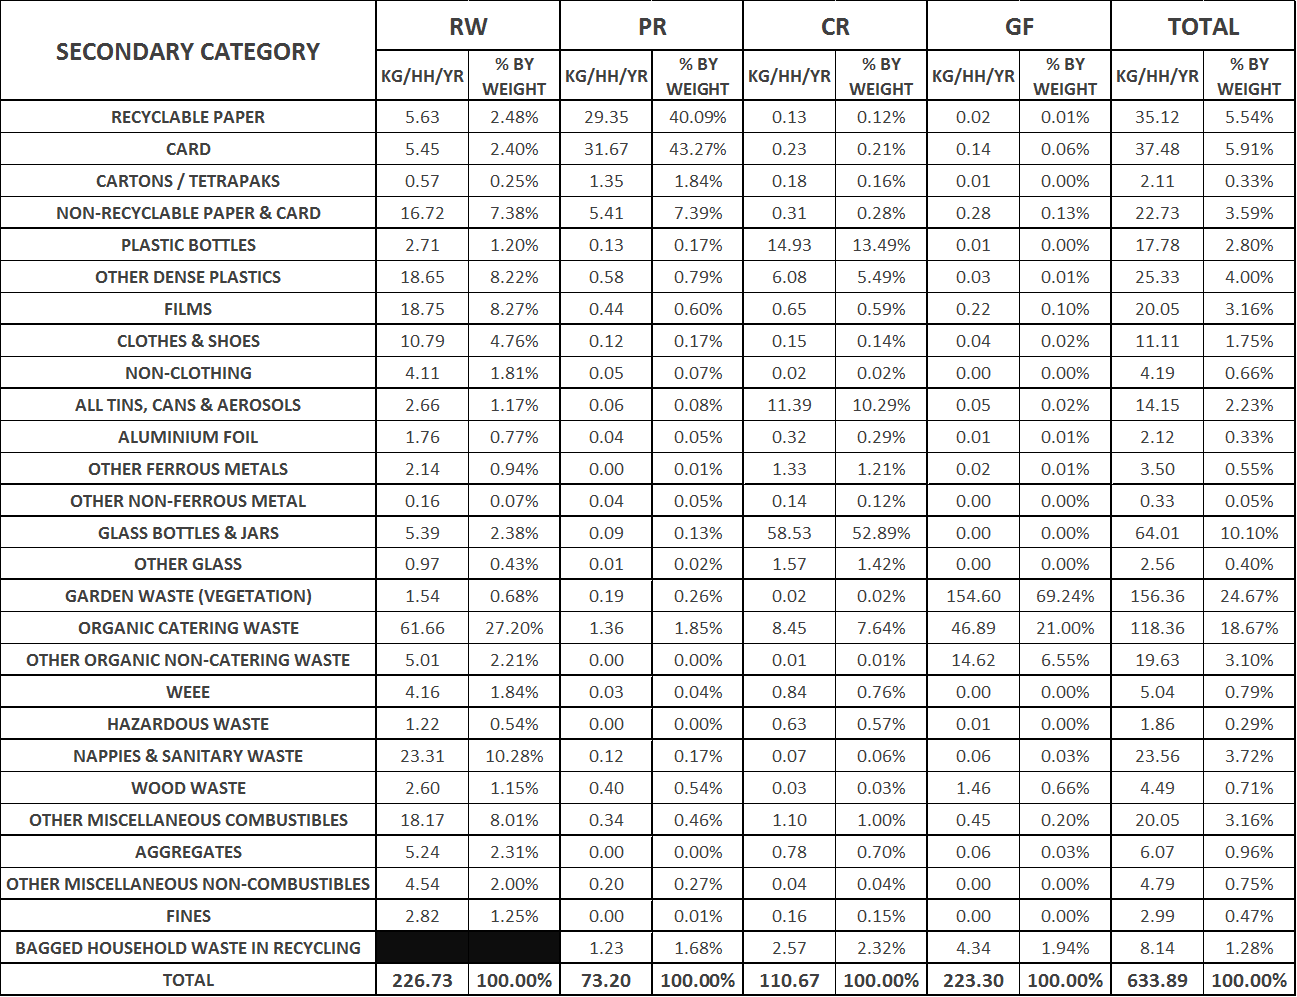 SECONDARY CATEGORY RW PR CR GF TOTAL
KG/HH/YR % BY WEIGHT KG/HH/YR % BY WEIGHT KG/HH/YR % BY WEIGHT KG/HH/YR % BY WEIGHT KG/HH/YR % BY WEIGHT
RECYCLABLE PAPER 5.63 2.48% 29.35 40.09% 0.13 0.12% 0.02 0.01% 35.12 5.54%
CARD 5.45 2.40% 31.67 43.27% 0.23 0.21% 0.14 0.06% 37.48 5.91%
CARTONS / TETRAPAKS 0.57 0.25% 1.35 1.84% 0.18 0.16% 0.01 0.00% 2.11 0.33%
NON-RECYCLABLE PAPER & CARD 16.72 7.38% 5.41 7.39% 0.31 0.28% 0.28 0.13% 22.73 3.59%
PLASTIC BOTTLES 2.71 1.20% 0.13 0.17% 14.93 13.49% 0.01 0.00% 17.78 2.80%
OTHER DENSE PLASTICS 18.65 8.22% 0.58 0.79% 6.08 5.49% 0.03 0.01% 25.33 4.00%
FILMS 18.75 8.27% 0.44 0.60% 0.65 0.59% 0.22 0.10% 20.05 3.16%
CLOTHES & SHOES 10.79 4.76% 0.12 0.17% 0.15 0.14% 0.04 0.02% 11.11 1.75%
NON-CLOTHING 4.11 1.81% 0.05 0.07% 0.02 0.02% 0.00 0.00% 4.19 0.66%
ALL TINS, CANS & AEROSOLS 2.66 1.17% 0.06 0.08% 11.39 10.29% 0.05 0.02% 14.15 2.23%
ALUMINIUM FOIL 1.76 0.77% 0.04 0.05% 0.32 0.29% 0.01 0.01% 2.12 0.33%
OTHER FERROUS METALS 2.14 0.94% 0.00 0.01% 1.33 1.21% 0.02 0.01% 3.50 0.55%
OTHER NON-FERROUS METAL 0.16 0.07% 0.04 0.05% 0.14 0.12% 0.00 0.00% 0.33 0.05%
GLASS BOTTLES & JARS 5.39 2.38% 0.09 0.13% 58.53 52.89% 0.00 0.00% 64.01 10.10%
OTHER GLASS 0.97 0.43% 0.01 0.02% 1.57 1.42% 0.00 0.00% 2.56 0.40%
GARDEN WASTE (VEGETATION) 1.54 0.68% 0.19 0.26% 0.02 0.02% 154.60 69.24% 156.36 24.67%
ORGANIC CATERING WASTE 61.66 27.20% 1.36 1.85% 8.45 7.64% 46.89 21.00% 118.36 18.67%
OTHER ORGANIC NON-CATERING WASTE 5.01 2.21% 0.00 0.00% 0.01 0.01% 14.62 6.55% 19.63 3.10%
WEEE 4.16 1.84% 0.03 0.04% 0.84 0.76% 0.00 0.00% 5.04 0.79%
HAZARDOUS WASTE 1.22 0.54% 0.00 0.00% 0.63 0.57% 0.01 0.00% 1.86 0.29%
NAPPIES & SANITARY WASTE 23.31 10.28% 0.12 0.17% 0.07 0.06% 0.06 0.03% 23.56 3.72%
WOOD WASTE 2.60 1.15% 0.40 0.54% 0.03 0.03% 1.46 0.66% 4.49 0.71%
OTHER MISCELLANEOUS COMBUSTIBLES 18.17 8.01% 0.34 0.46% 1.10 1.00% 0.45 0.20% 20.05 3.16%
AGGREGATES 5.24 2.31% 0.00 0.00% 0.78 0.70% 0.06 0.03% 6.07 0.96%
OTHER MISCELLANEOUS NON-COMBUSTIBLES 4.54 2.00% 0.20 0.27% 0.04 0.04% 0.00 0.00% 4.79 0.75%
FINES 2.82 1.25% 0.00 0.01% 0.16 0.15% 0.00 0.00% 2.99 0.47%
BAGGED HOUSEHOLD WASTE IN RECYCLING 1.23 1.68% 2.57 2.32% 4.34 1.94% 8.14 1.28%
TOTAL 226.73 100.00% 73.20 100.00% 110.67 100.00% 223.30 100.00% 633.89 100.00%